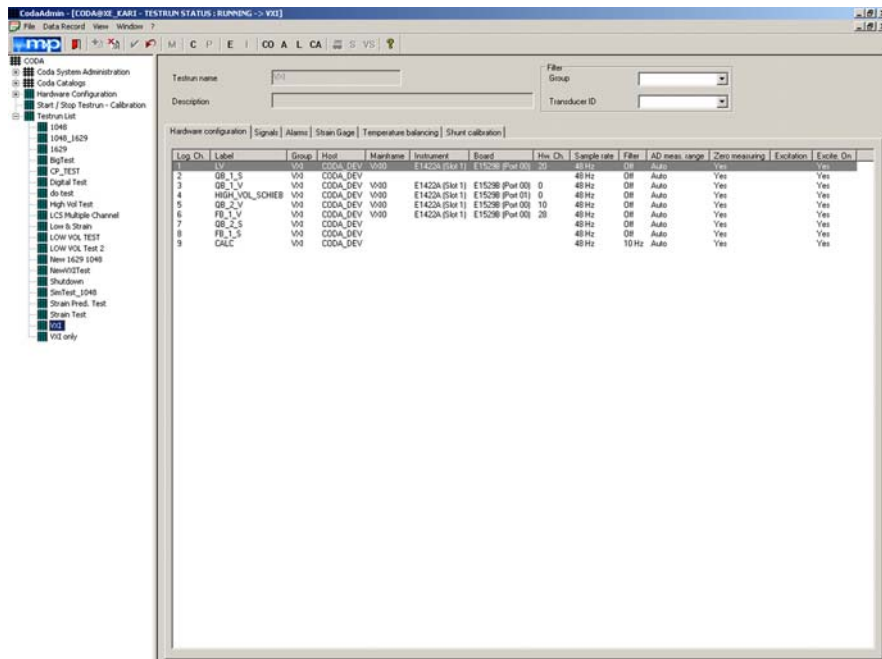 CodaAdmin - [CODA@XE_KARI - TESTRUN STATUS : RUNNING -> VXI]
File Data Record View Window ?
mp M C P E I CO A L CA S VS ?
CODA
Coda System Administration
Coda Catalogs
Hardware Configuration
Start / Stop Testrun - Calibration
Testrun List
1048
1048_1629
1629
BigTest
CP_TEST
Digital Test
do test
High Vol Test
LCS Multiple Channel
Low & Strain
LOW VOL TEST
LOW VOL Test 2
New 1629 1048
NewVXITest
Shutdown
SimTest_1048
Strain Pred. Test
Strain Test
VXI
VXI only
Testrun name VXI
Description
Filter
Group
Transducer ID
Hardware configuration Signals Alarms Strain Gage Temperature balancing Shunt calibration
Log. Ch. Label Group Host Mainframe Instrument Board Hw. Ch. Sample rate Filter AD meas. range Zero measuring Excitation Excite. On
1 LV VXI CODA_DEV VXI0 E1422A (Slot 1) E1529B (Port 00) 20 48 Hz Off Auto Yes Yes
2 QB_1_S VXI CODA_DEV 48 Hz Off Auto Yes Yes
3 QB_1_V VXI CODA_DEV VXI0 E1422A (Slot 1) E1529B (Port 00) 0 48 Hz Off Auto Yes Yes
4 HIGH_VOL_SCHIEB VXI CODA_DEV VXI0 E1422A (Slot 1) E1529B (Port 01) 0 48 Hz Off Auto Yes Yes
5 QB_2_V VXI CODA_DEV VXI0 E1422A (Slot 1) E1529B (Port 00) 10 48 Hz Off Auto Yes Yes
6 FB_1_V VXI CODA_DEV VXI0 E1422A (Slot 1) E1529B (Port 00) 28 48 Hz Off Auto Yes Yes
7 QB_2_S VXI CODA_DEV 48 Hz Off Auto Yes Yes
8 FB_1_S VXI CODA_DEV 48 Hz Off Auto Yes Yes
9 CALC VXI CODA_DEV 48 Hz 10 Hz Auto Yes Yes